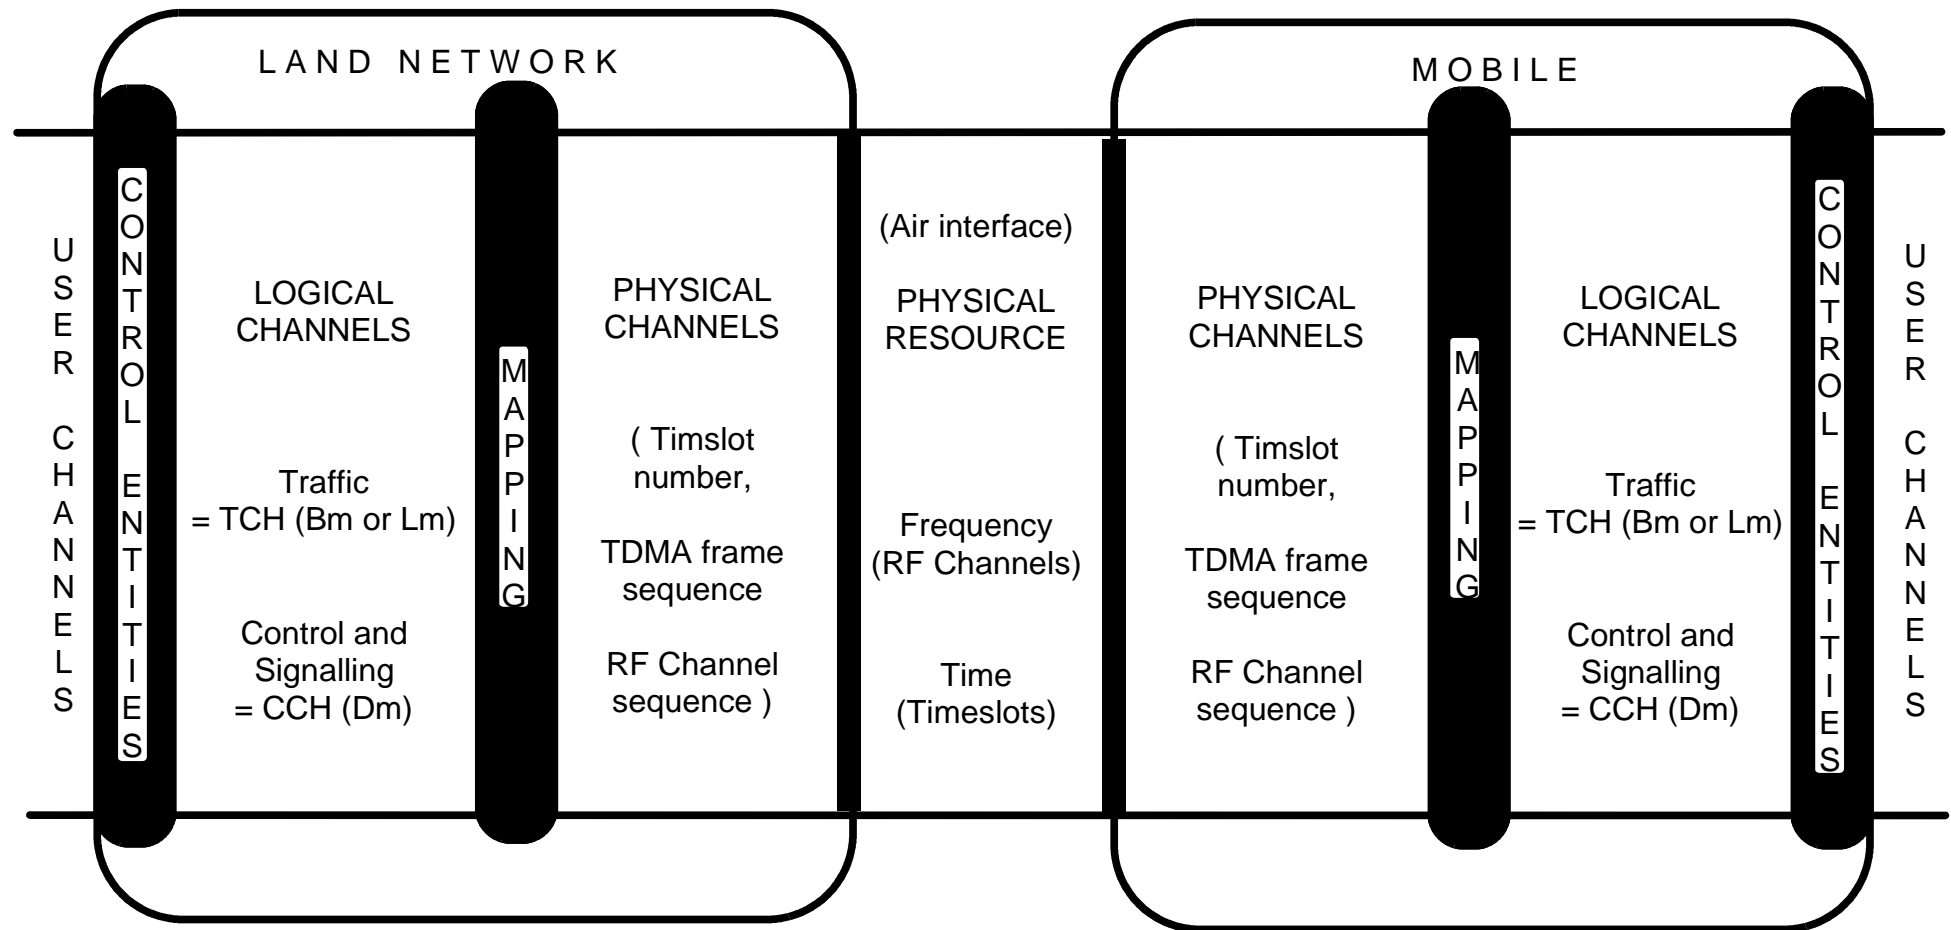 LAND NETWORK
MOBILE
USER CHANNELS
CONTROL ENTITIES
LOGICAL
CHANNELS
Traffic
= TCH (Bm or Lm)
Control and
Signalling
= CCH (Dm)
MAPPING
PHYSICAL
CHANNELS
( Timslot
number,
TDMA frame
sequence
RF Channel
sequence )
(Air interface)
PHYSICAL
RESOURCE
Frequency
(RF Channels)
Time
(Timeslots)
PHYSICAL
CHANNELS
( Timslot
number,
TDMA frame
sequence
RF Channel
sequence )
MAPPING
LOGICAL
CHANNELS
Traffic
= TCH (Bm or Lm)
Control and
Signalling
= CCH (Dm)
CONTROL ENTITIES
USER CHANNELS